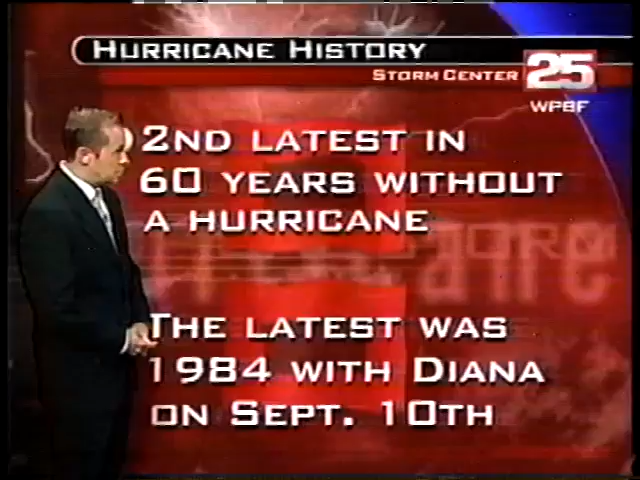 HURRICANE HISTORY
STORM CENTER 25
WPBF
2ND LATEST IN
60 YEARS WITHOUT
A HURRICANE
THE LATEST WAS
1984 WITH DIANA
ON SEPT. 10TH